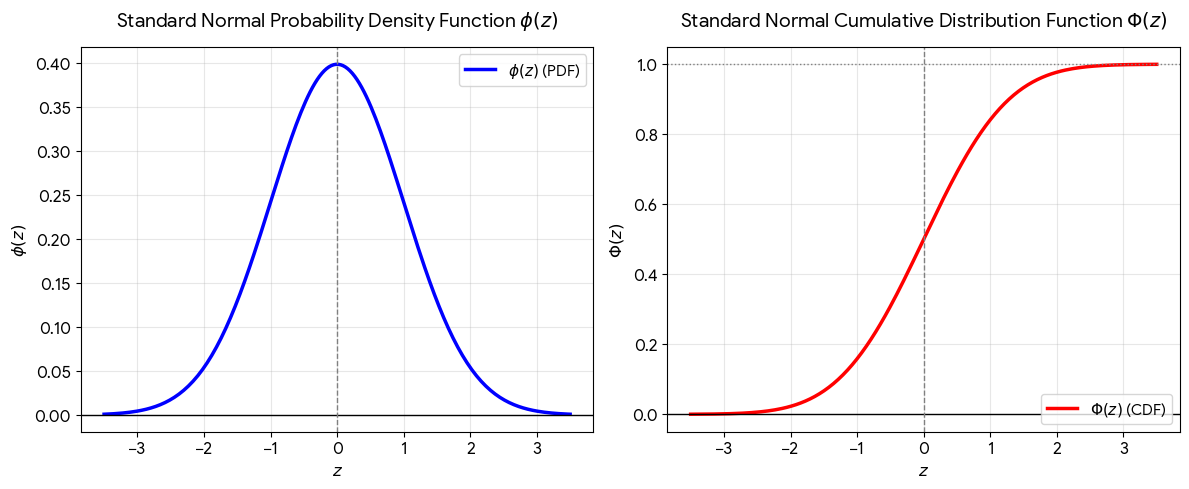 Standard Normal Probability Density Function ϕ(z)
ϕ(z) (PDF)
0.40
0.35
0.30
0.25
0.20
0.15
0.10
0.05
0.00
ϕ(z)
−3 −2 −1 0 1 2 3
z
Standard Normal Cumulative Distribution Function Φ(z)
1.0
0.8
0.6
0.4
0.2
0.0
Φ(z)
Φ(z) (CDF)
−3 −2 −1 0 1 2 3
z